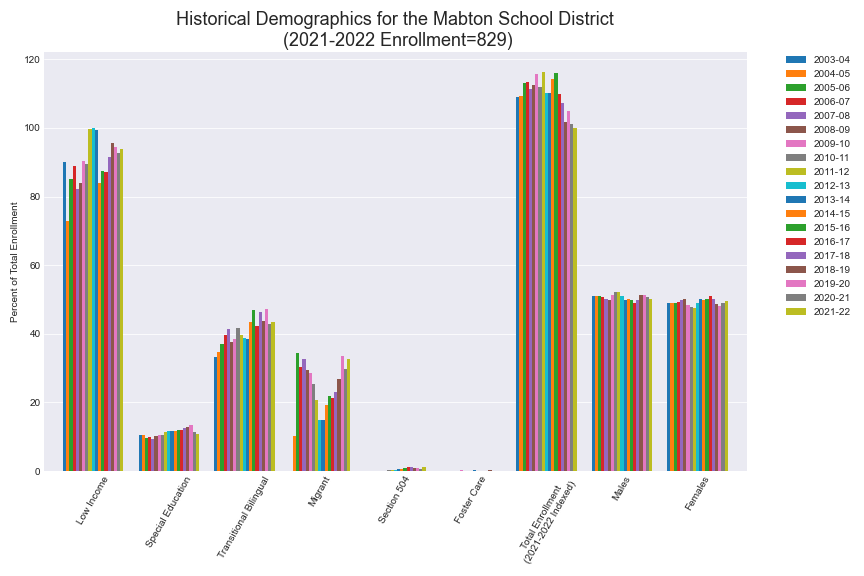 Historical Demographics for the Mabton School District
(2021-2022 Enrollment=829)
Percent of Total Enrollment
120
100
80
60
40
20
0
Low Income
Special Education
Transitional Bilingual
Migrant
Section 504
Foster Care
Total Enrollment
(2021-2022 Indexed)
Males
Females
2003-04
2004-05
2005-06
2006-07
2007-08
2008-09
2009-10
2010-11
2011-12
2012-13
2013-14
2014-15
2015-16
2016-17
2017-18
2018-19
2019-20
2020-21
2021-22